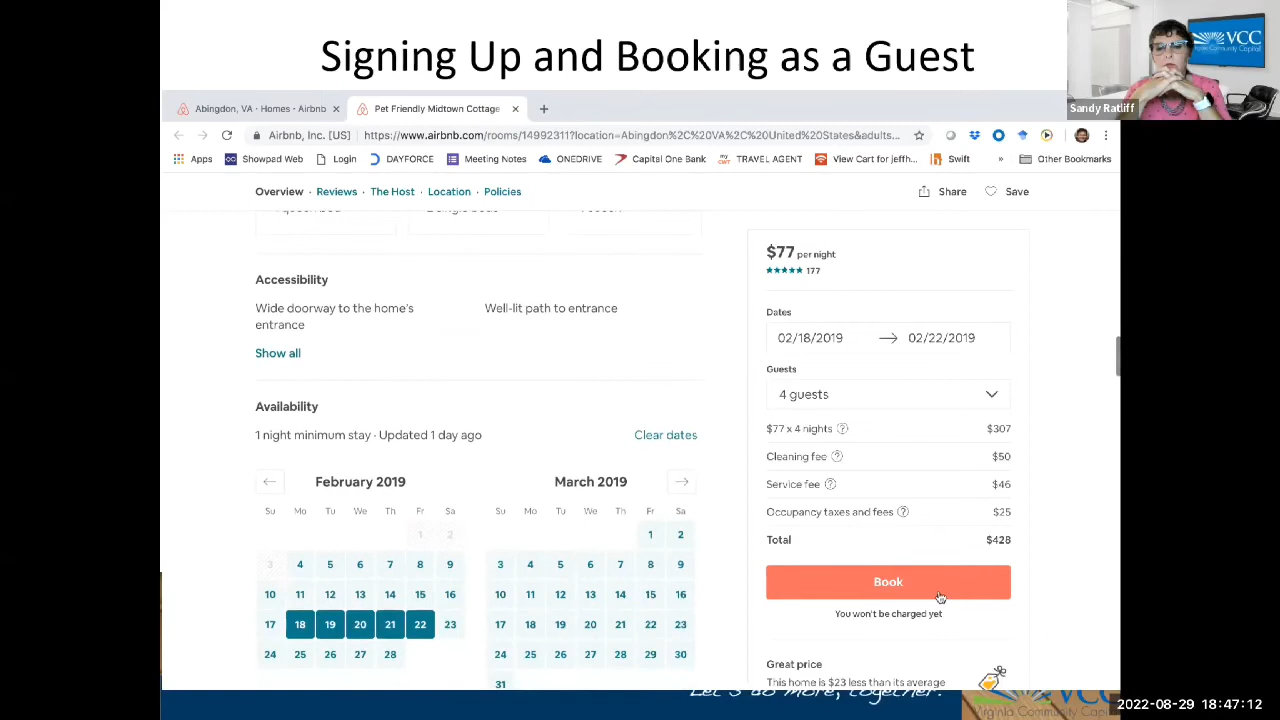 Signing Up and Booking as a Guest
VCC
Sandy Ratliff
Abingdon, VA · Homes - Airbnb
Pet Friendly Midtown Cottage
Airbnb, Inc. [US]
https://www.airbnb.com/rooms/14992311?location=Abingdon%2C%20VA%2C%20United%20States&adults...
Apps
Showpad Web
Login
DAYFORCE
Meeting Notes
ONEDRIVE
Capital One Bank
TRAVEL AGENT
View Cart for jeffh...
Swift
»
Other Bookmarks
Overview · Reviews · The Host · Location · Policies
Share
Save
Accessibility
Wide doorway to the home's
entrance
Well-lit path to entrance
Show all
Availability
1 night minimum stay · Updated 1 day ago
Clear dates
February 2019
Su Mo Tu We Th Fr Sa
1 2
3 4 5 6 7 8 9
10 11 12 13 14 15 16
17 18 19 20 21 22 23
24 25 26 27 28
March 2019
Su Mo Tu We Th Fr Sa
1 2
3 4 5 6 7 8 9
10 11 12 13 14 15 16
17 18 19 20 21 22 23
24 25 26 27 28 29 30
31
$77 per night
177
Dates
02/18/2019 → 02/22/2019
Guests
4 guests
$77 x 4 nights $307
Cleaning fee $50
Service fee $46
Occupancy taxes and fees $25
Total $428
Book
You won't be charged yet
Great price
This home is $23 less than its average
Let's do more, together.
VCC
Virginia Community Capital
2022-08-29 18:47:12